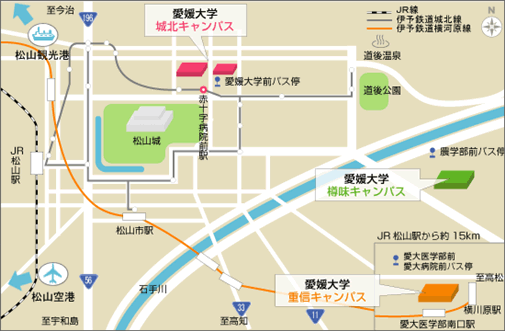 至今治
196
愛媛大学
城北キャンパス
JR線
伊予鉄道城北線
伊予鉄道横河原線
松山観光港
道後温泉
愛媛大学前バス停
道後公園
赤十字病院前駅
松山城
JR松山駅
農学部前バス停
愛媛大学
樽味キャンパス
松山市駅
JR 松山駅から約 15km
愛大医学部前
愛大病院前バス停
至高松
松山空港
56
石手川
愛媛大学
重信キャンパス
横川原駅
33
11
至宇和島
至高知
愛大医学部南口駅